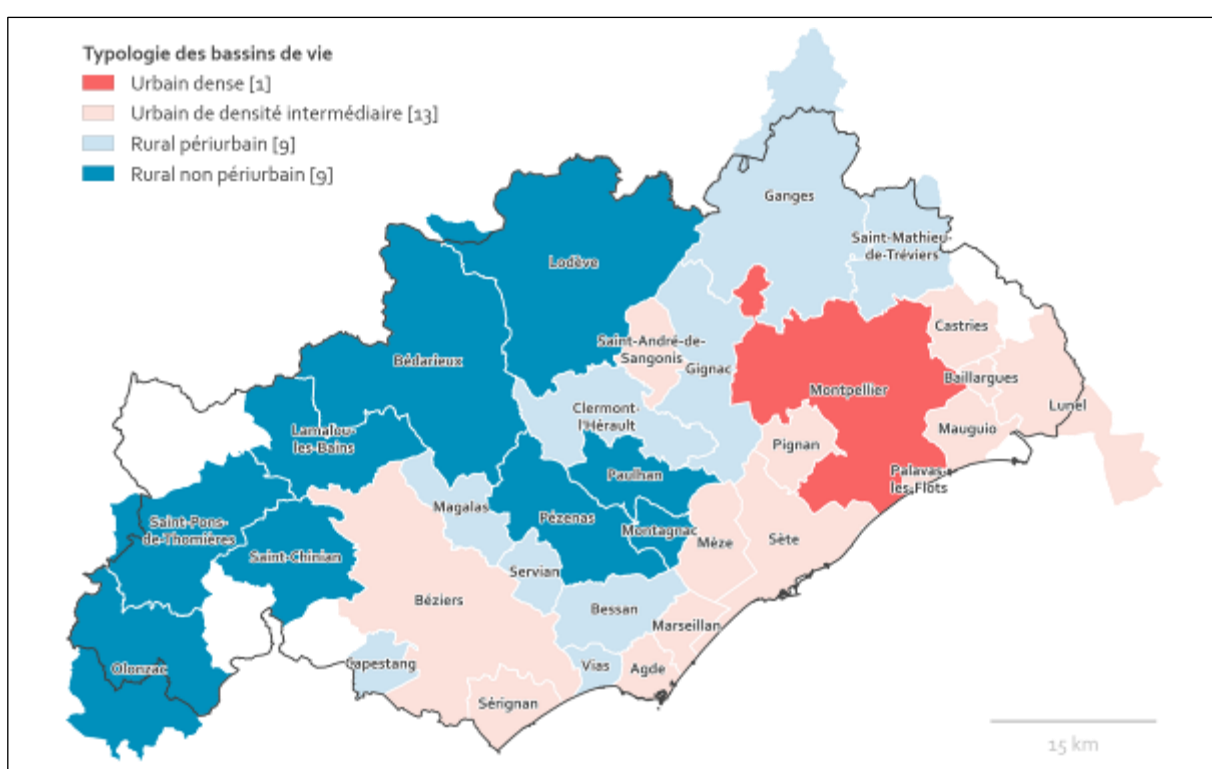 Typologie des bassins de vie
Urbain dense [1]
Urbain de densité intermédiaire [13]
Rural périurbain [9]
Rural non périurbain [9]
Ganges
Saint-Mathieu-
de-Tréviers
Lodève
Castries
Saint-André-de-
Sangonis
Bédarieux
Gignac
Baillargues
Montpellier
Lunel
Clermont-
l'Hérault
Mauguio
Lamalou-
les-Bains
Pignan
Paulhan
Palavas-
les-Flots
Magalas
Pézenas
Saint-Pons-
de-Thomières
Montagnac
Mèze
Sète
Saint-Chinian
Servian
Béziers
Bessan
Marseillan
Capestang
Vias
Agde
Olonzac
Sérignan
15 km